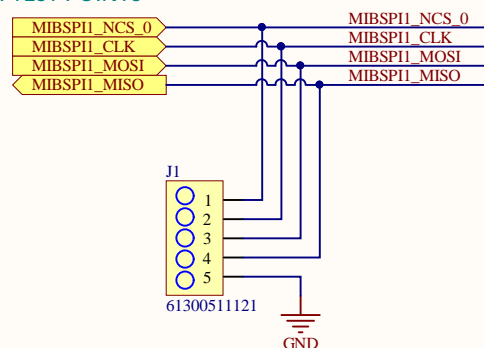 MIBSPI1_NCS_0 MIBSPI1_NCS_0
MIBSPI1_CLK MIBSPI1_CLK
MIBSPI1_MOSI MIBSPI1_MOSI
MIBSPI1_MISO MIBSPI1_MISO
J1
1
2
3
4
5
61300511121
GND